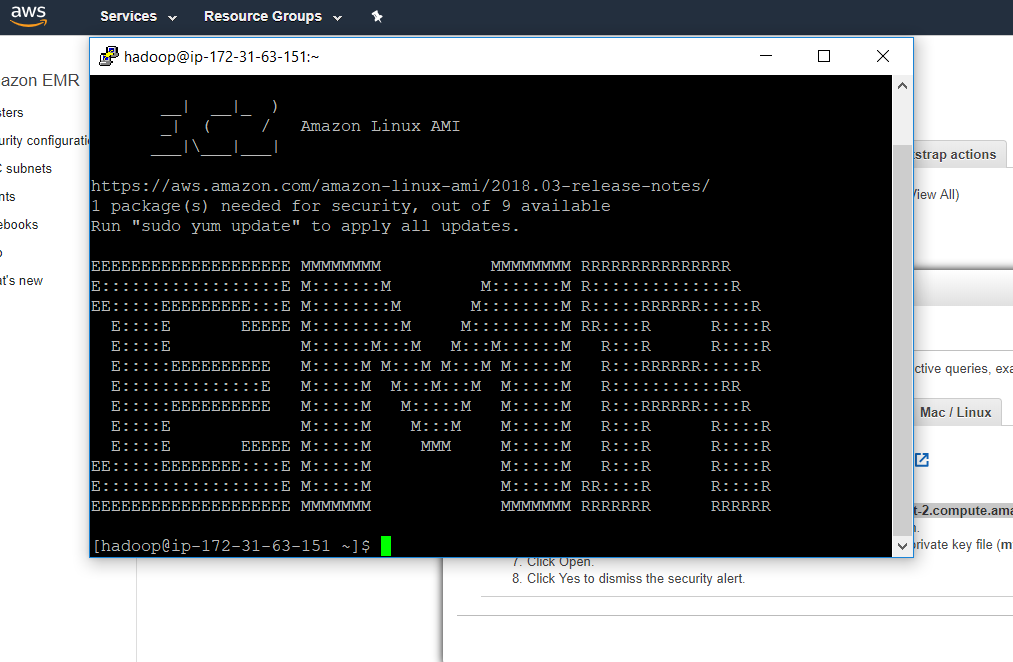 aws
Services
Resource Groups
hadoop@ip-172-31-63-151:~
azon EMR
sters
urity configurati
C subnets
nts
ebooks
at's new
       __|  __|_  )
       _|  (     /   Amazon Linux AMI
      ___|\___|___|
https://aws.amazon.com/amazon-linux-ami/2018.03-release-notes/
1 package(s) needed for security, out of 9 available
Run "sudo yum update" to apply all updates.
EEEEEEEEEEEEEEEEEEEE MMMMMMMM           MMMMMMMM RRRRRRRRRRRRRRR
E::::::::::::::::::E M:::::::M         M:::::::M R::::::::::::::R
EE:::::EEEEEEEEE:::E M::::::::M       M::::::::M R:::::RRRRRR:::::R
  E::::E       EEEEE M:::::::::M     M:::::::::M RR::::R      R::::R
  E::::E             M::::::M:::M   M:::M::::::M   R:::R      R::::R
  E:::::EEEEEEEEEE   M:::::M M:::M M:::M M:::::M   R:::RRRRRR:::::R
  E::::::::::::::E   M:::::M  M:::M:::M  M:::::M   R:::::::::::RR
  E:::::EEEEEEEEEE   M:::::M   M:::::M   M:::::M   R:::RRRRRR::::R
  E::::E             M:::::M    M:::M    M:::::M   R:::R      R::::R
  E::::E       EEEEE M:::::M     MMM     M:::::M   R:::R      R::::R
EE:::::EEEEEEEE::::E M:::::M             M:::::M   R:::R      R::::R
E::::::::::::::::::E M:::::M             M:::::M RR::::R      R::::R
EEEEEEEEEEEEEEEEEEEE MMMMMMM             MMMMMMM RRRRRRR      RRRRRR
[hadoop@ip-172-31-63-151 ~]$
strap actions
View All)
ctive queries, exa
Mac / Linux
t-2.compute.ama
private key file (m
7. Click Open.
8. Click Yes to dismiss the security alert.